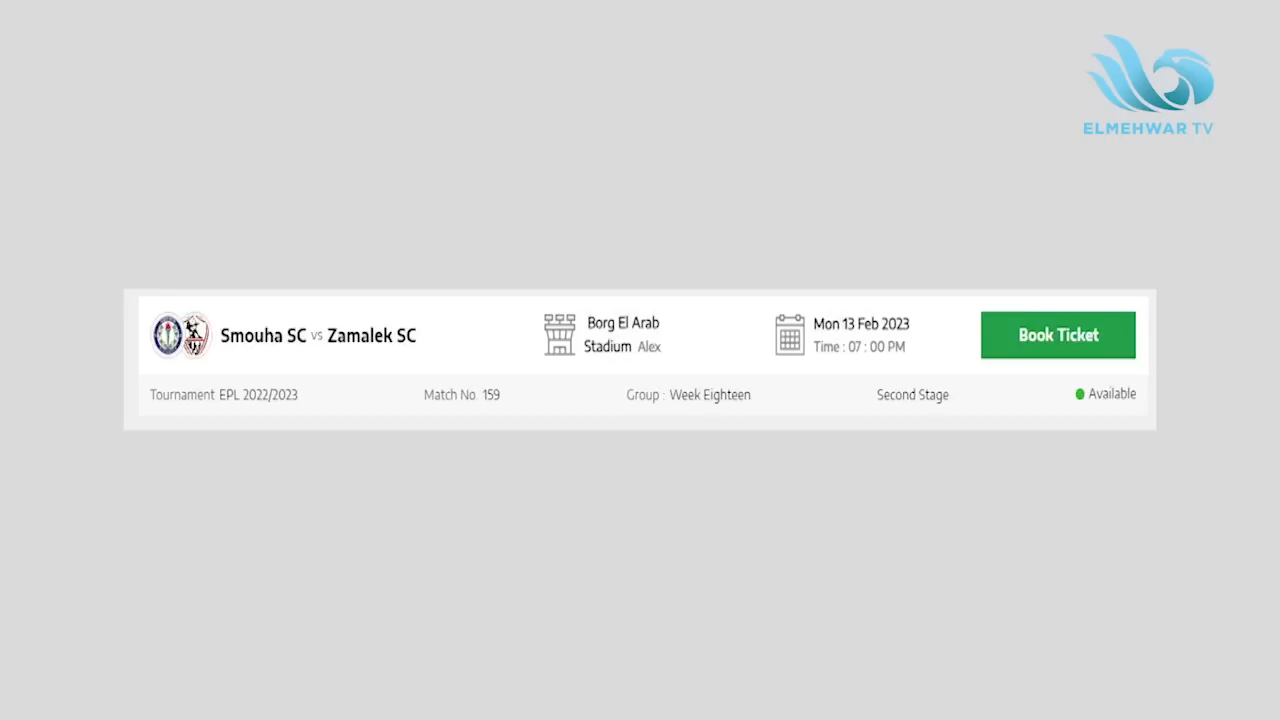 ELMEHWAR TV
Smouha SC vs Zamalek SC
Borg El Arab
Stadium Alex
Mon 13 Feb 2023
Time : 07 : 00 PM
Book Ticket
Tournament EPL 2022/2023
Match No. 159
Group : Week Eighteen
Second Stage
Available